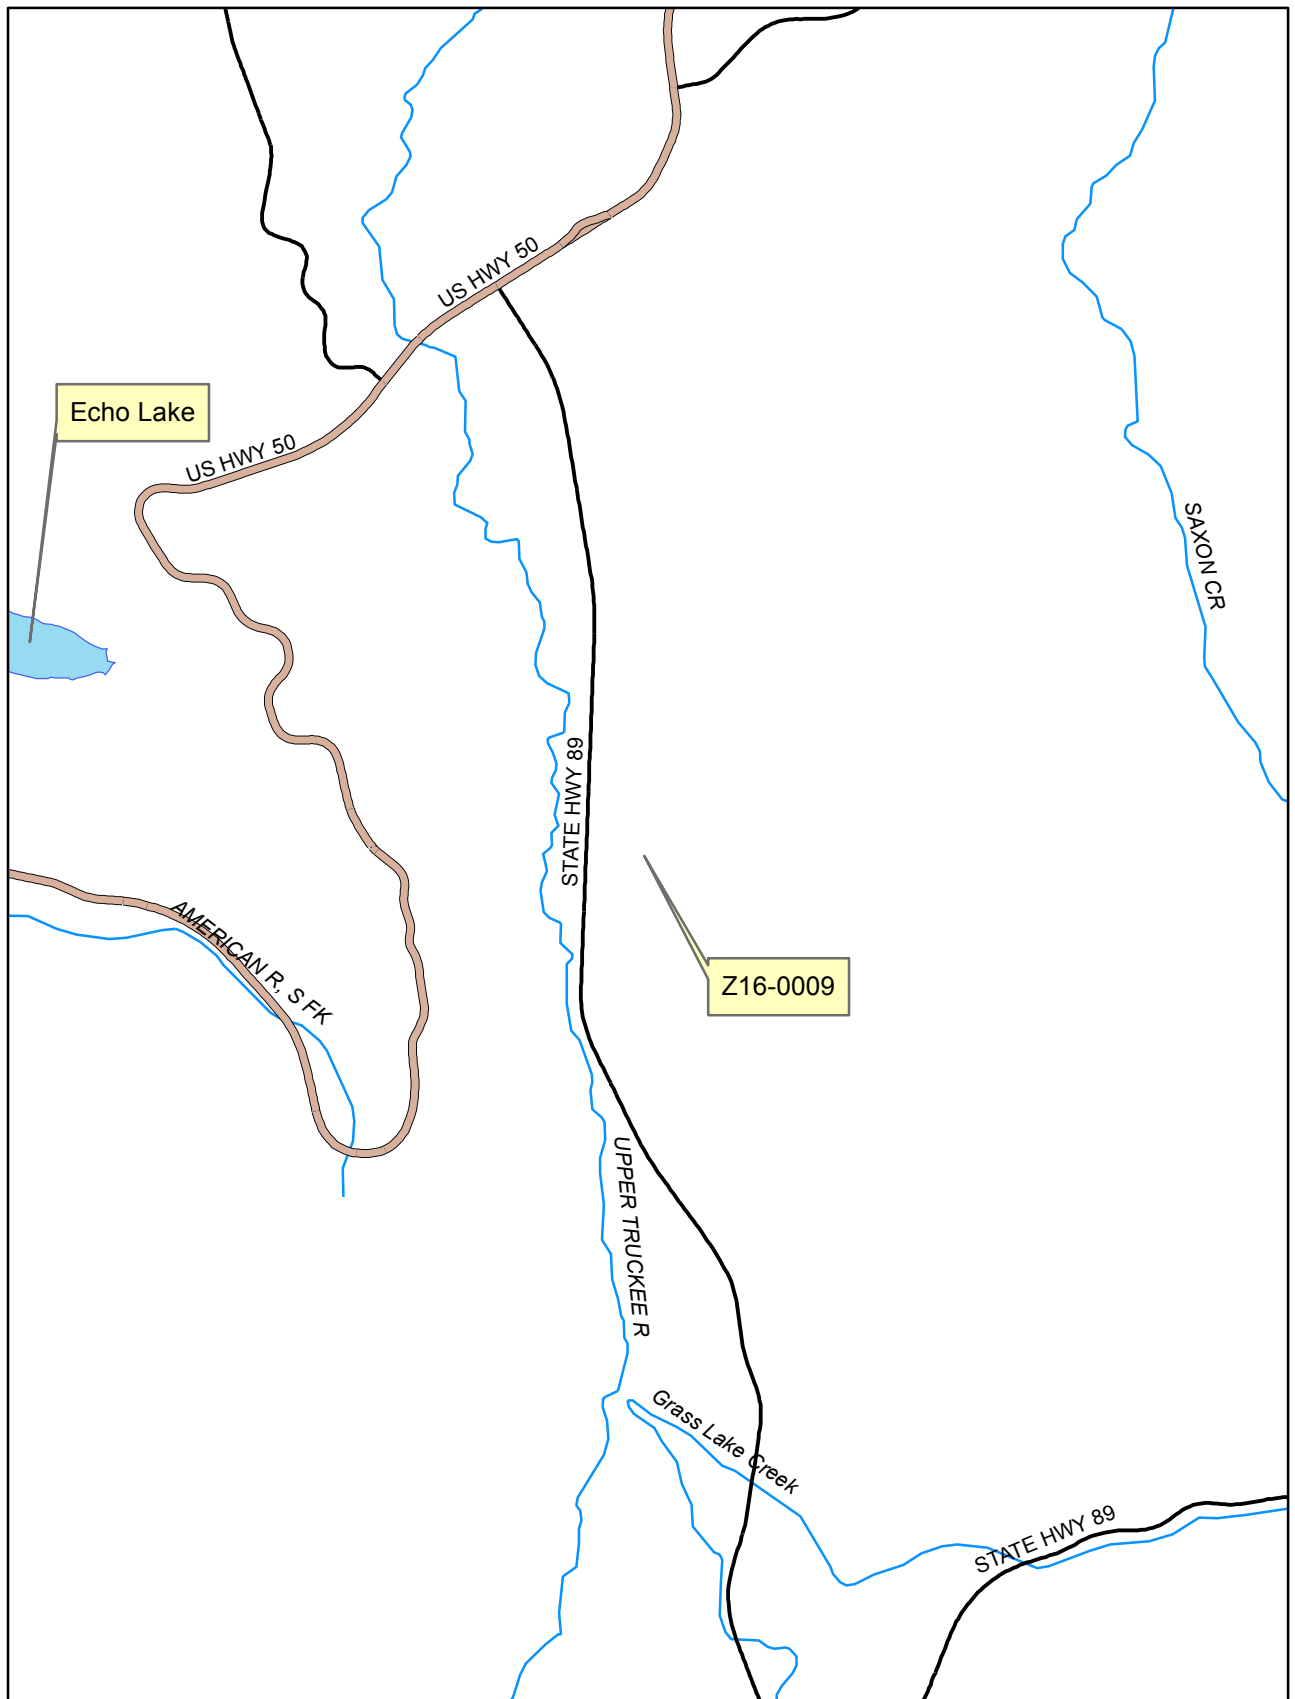 US HWY 50
Echo Lake
US HWY 50
SAXON CR
STATE HWY 89
AMERICAN R, S FK
Z16-0009
UPPER TRUCKEE R
Grass Lake Creek
STATE HWY 89